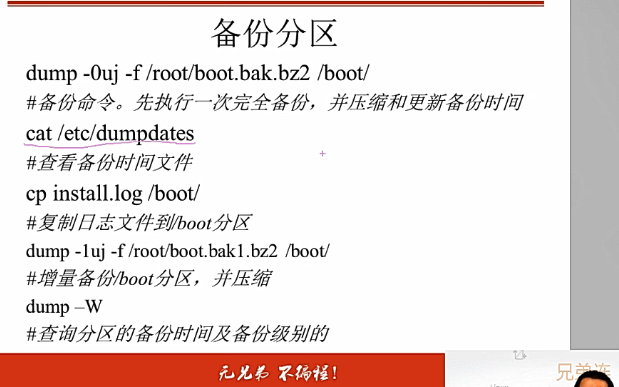 备份分区
dump -0uj -f /root/boot.bak.bz2 /boot/
#备份命令。先执行一次完全备份，并压缩和更新备份时间
cat /etc/dumpdates
#查看备份时间文件
cp install.log /boot/
#复制日志文件到/boot分区
dump -1uj -f /root/boot.bak1.bz2 /boot/
#增量备份/boot分区，并压缩
dump –W
#查询分区的备份时间及备份级别的
无兄弟 不编程！
兄弟连